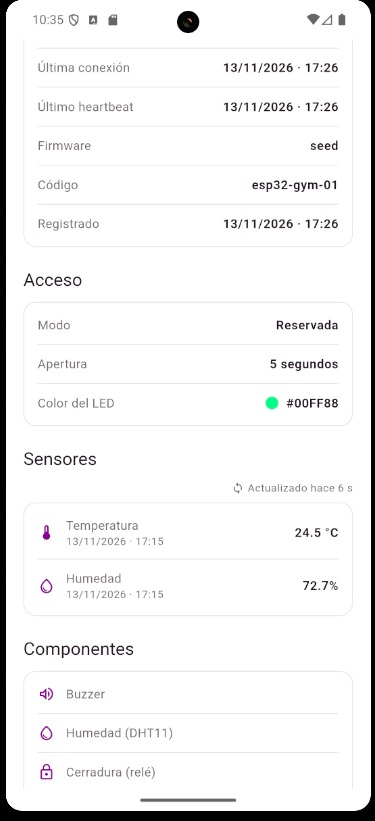 10:35
Última conexión 13/11/2026 · 17:26
Último heartbeat 13/11/2026 · 17:26
Firmware seed
Código esp32-gym-01
Registrado 13/11/2026 · 17:26
Acceso
Modo Reservada
Apertura 5 segundos
Color del LED #00FF88
Sensores
Actualizado hace 6 s
Temperatura 24.5 °C
13/11/2026 · 17:15
Humedad 72.7%
13/11/2026 · 17:15
Componentes
Buzzer
Humedad (DHT11)
Cerradura (relé)